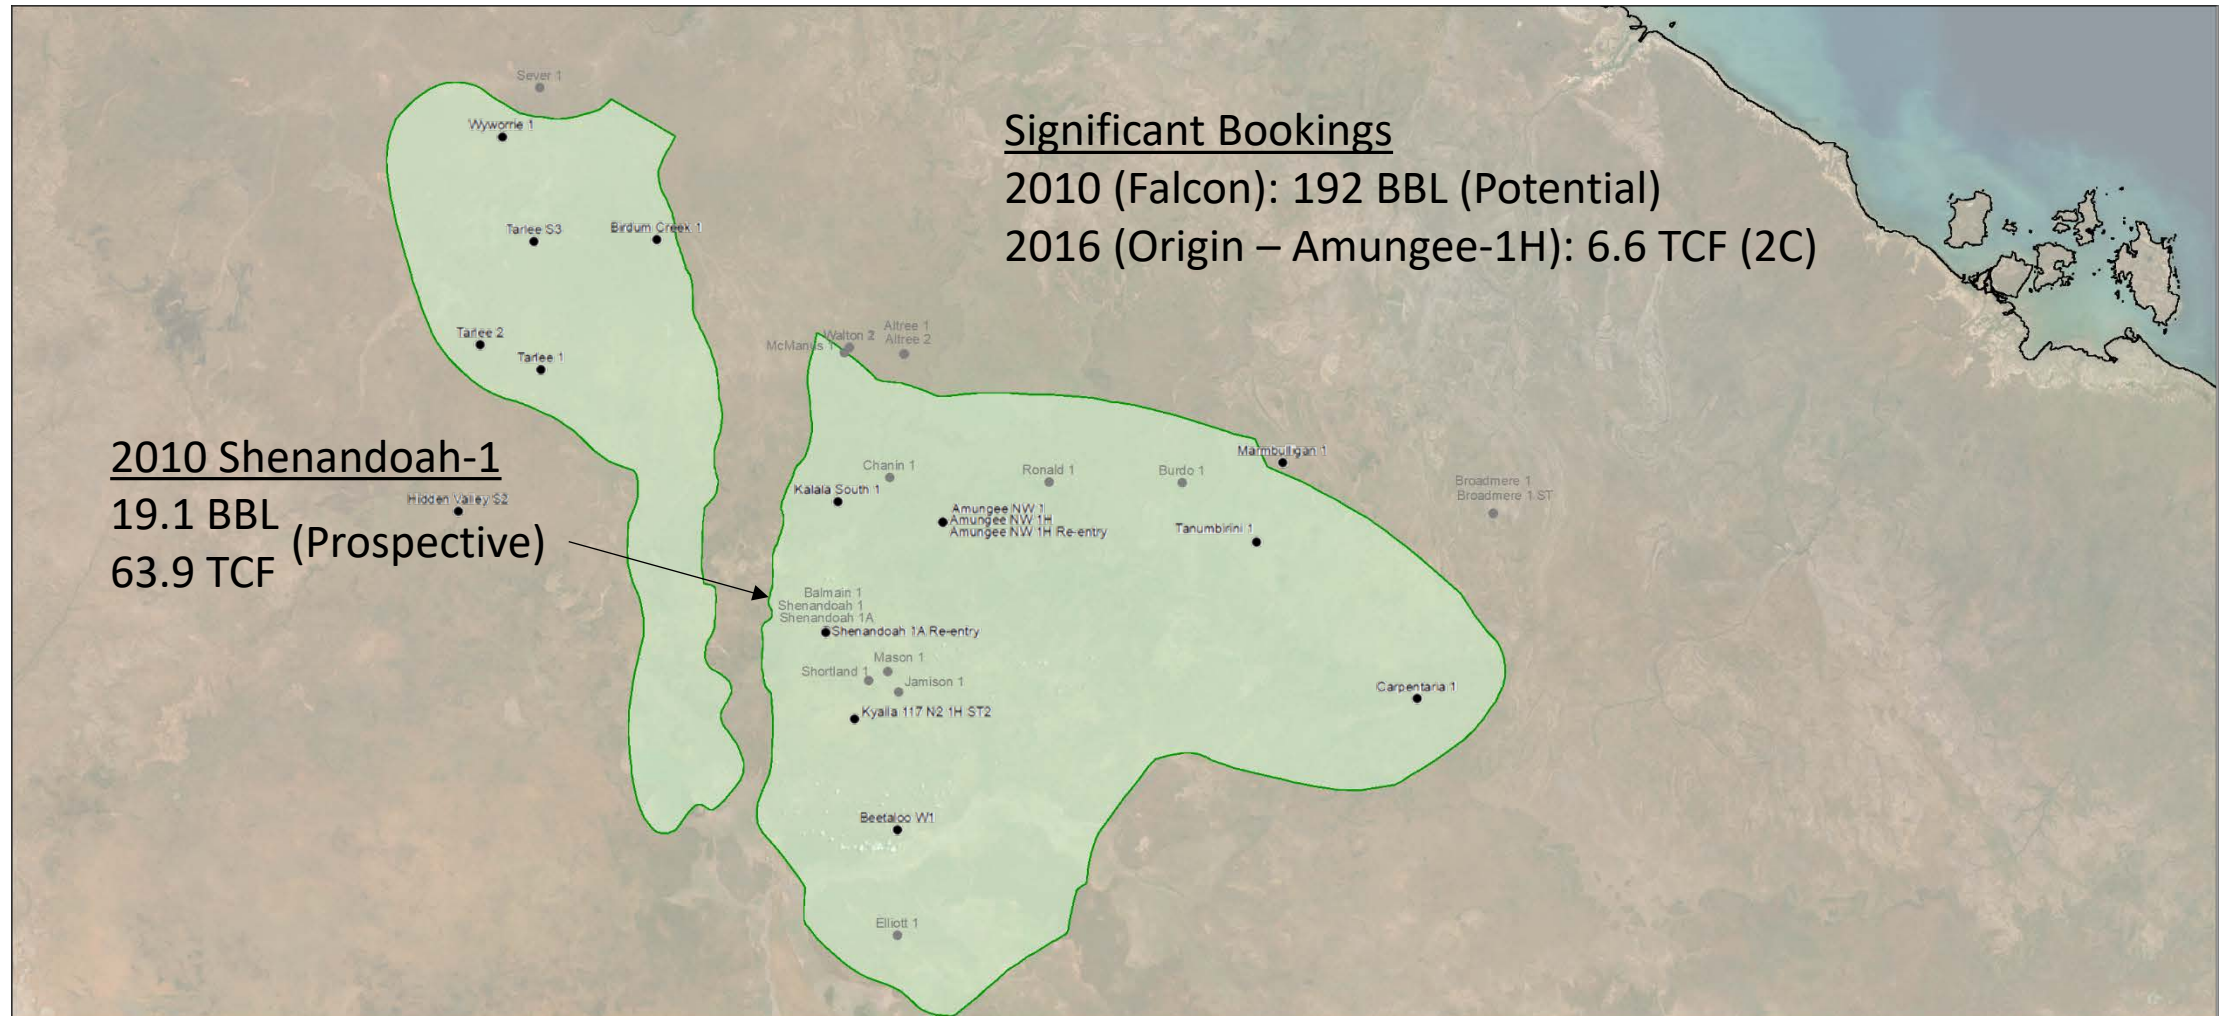 Sever 1
Wyworrie 1
Significant Bookings
2010 (Falcon): 192 BBL (Potential)
2016 (Origin – Amungee-1H): 6.6 TCF (2C)
Tarlee S3
Birdum Creek 1
Tarlee 2
Tarlee 1
McManus 1
Walton 2
Altree 1
Altree 2
2010 Shenandoah-1
19.1 BBL
63.9 TCF
(Prospective)
Hidden Valley S2
Marmbulligan 1
Chanin 1
Ronald 1
Burdo 1
Broadmere 1
Broadmere 1 ST
Kalala South 1
Amungee NW 1
Amungee NW 1H
Amungee NW 1H Re-entry
Tanumbirini 1
Balmain 1
Shenandoah 1
Shenandoah 1A
Shenandoah 1A Re-entry
Mason 1
Shortland 1
Jamison 1
Carpentaria 1
Kyalla 117 N2 1H ST2
Beetaloo W1
Elliott 1